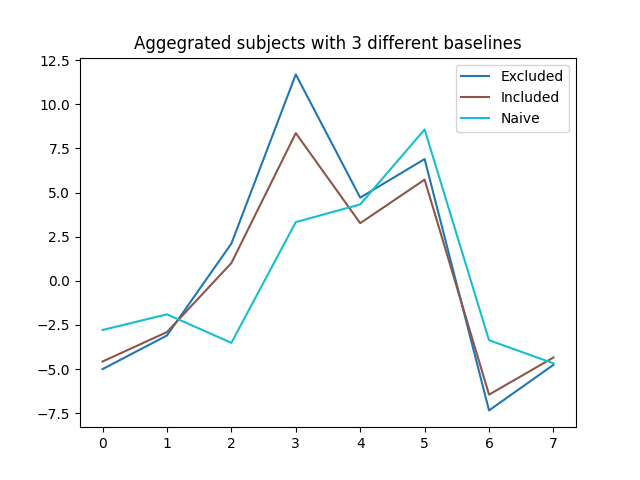 Aggegrated subjects with 3 different baselines
12.5
10.0
7.5
5.0
2.5
0.0
−2.5
−5.0
−7.5
0 1 2 3 4 5 6 7
Excluded
Included
Naive